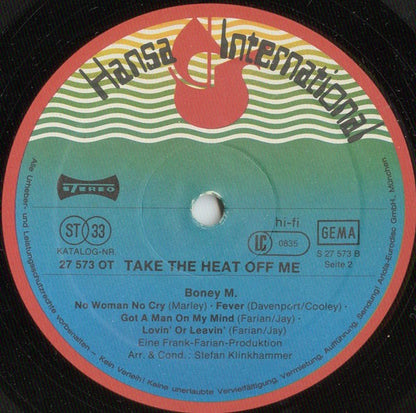 Hansa International
STEREO
ST 33
hi-fi
LC 0835
GEMA
KATALOG-NR.
S 27 573 B
27 573 OT TAKE THE HEAT OFF ME
Seite 2
Boney M.
No Woman No Cry (Marley) · Fever (Davenport/Cooley) ·
Got A Man On My Mind (Farian/Jay)
Lovin' Or Leavin' (Farian/Jay)
Eine Frank-Farian-Produktion
Arr. & Cond.: Stefan Klinkhammer
Alle Urheber- und Leistungsschutzrechte vorbehalten – Kein Verleih! Keine unerlaubte Vervielfältigung, Vermietung, Aufführung, Sendung! Ariola-Eurodisc GmbH., München